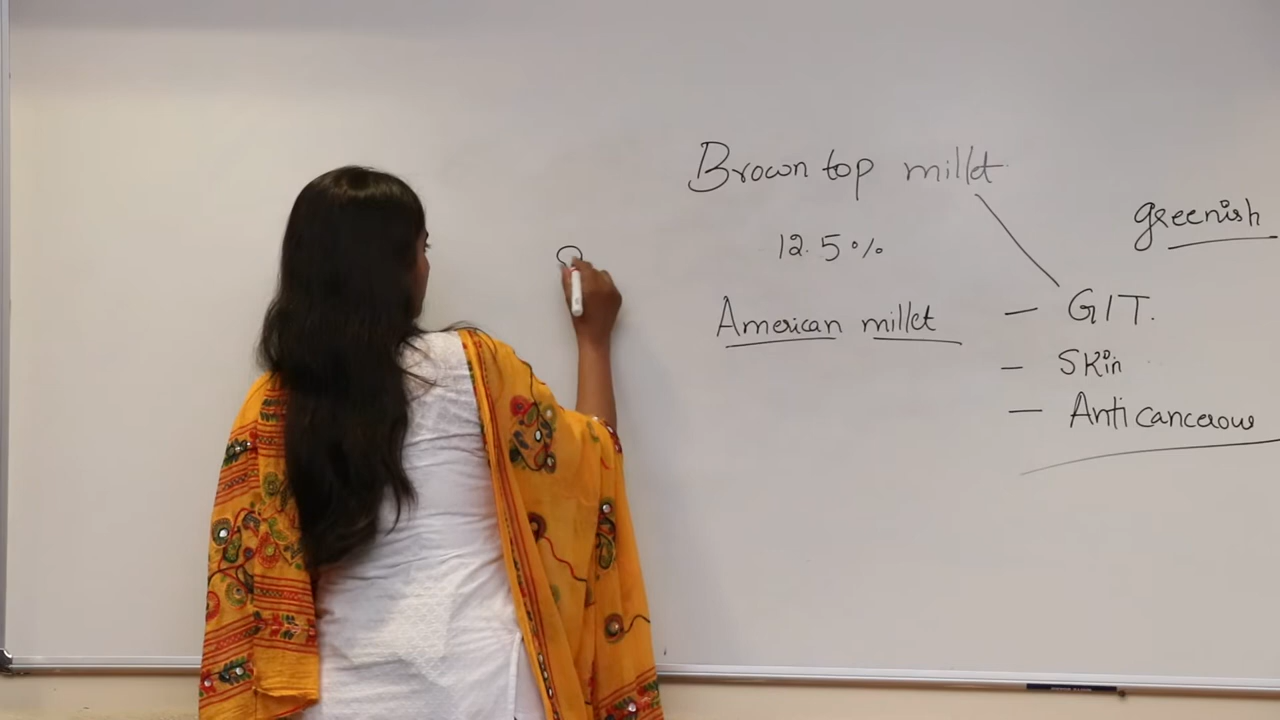 Brown top millet
greenish
12.5%
American millet
— GIT.
— Skin
— Anticancerous